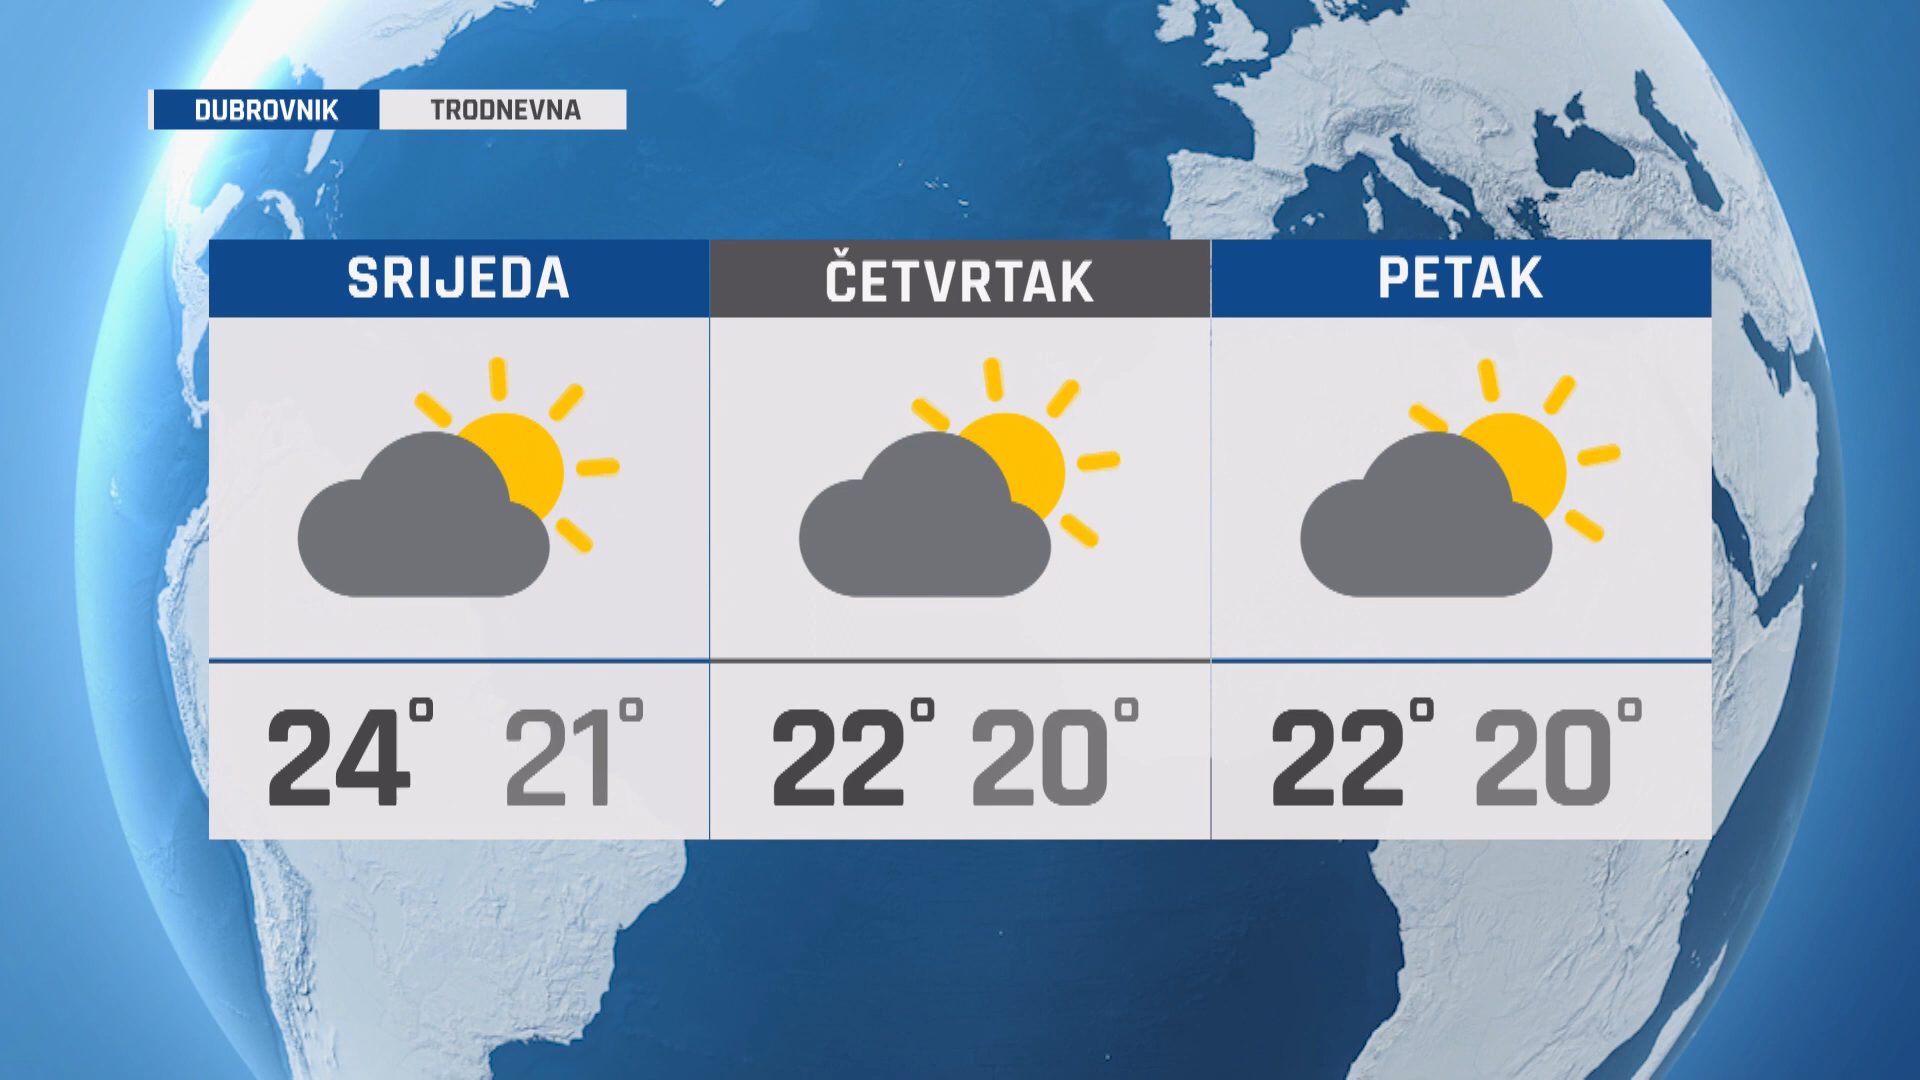 DUBROVNIK TRODNEVNA
SRIJEDA ČETVRTAK PETAK
24° 21° 22° 20° 22° 20°